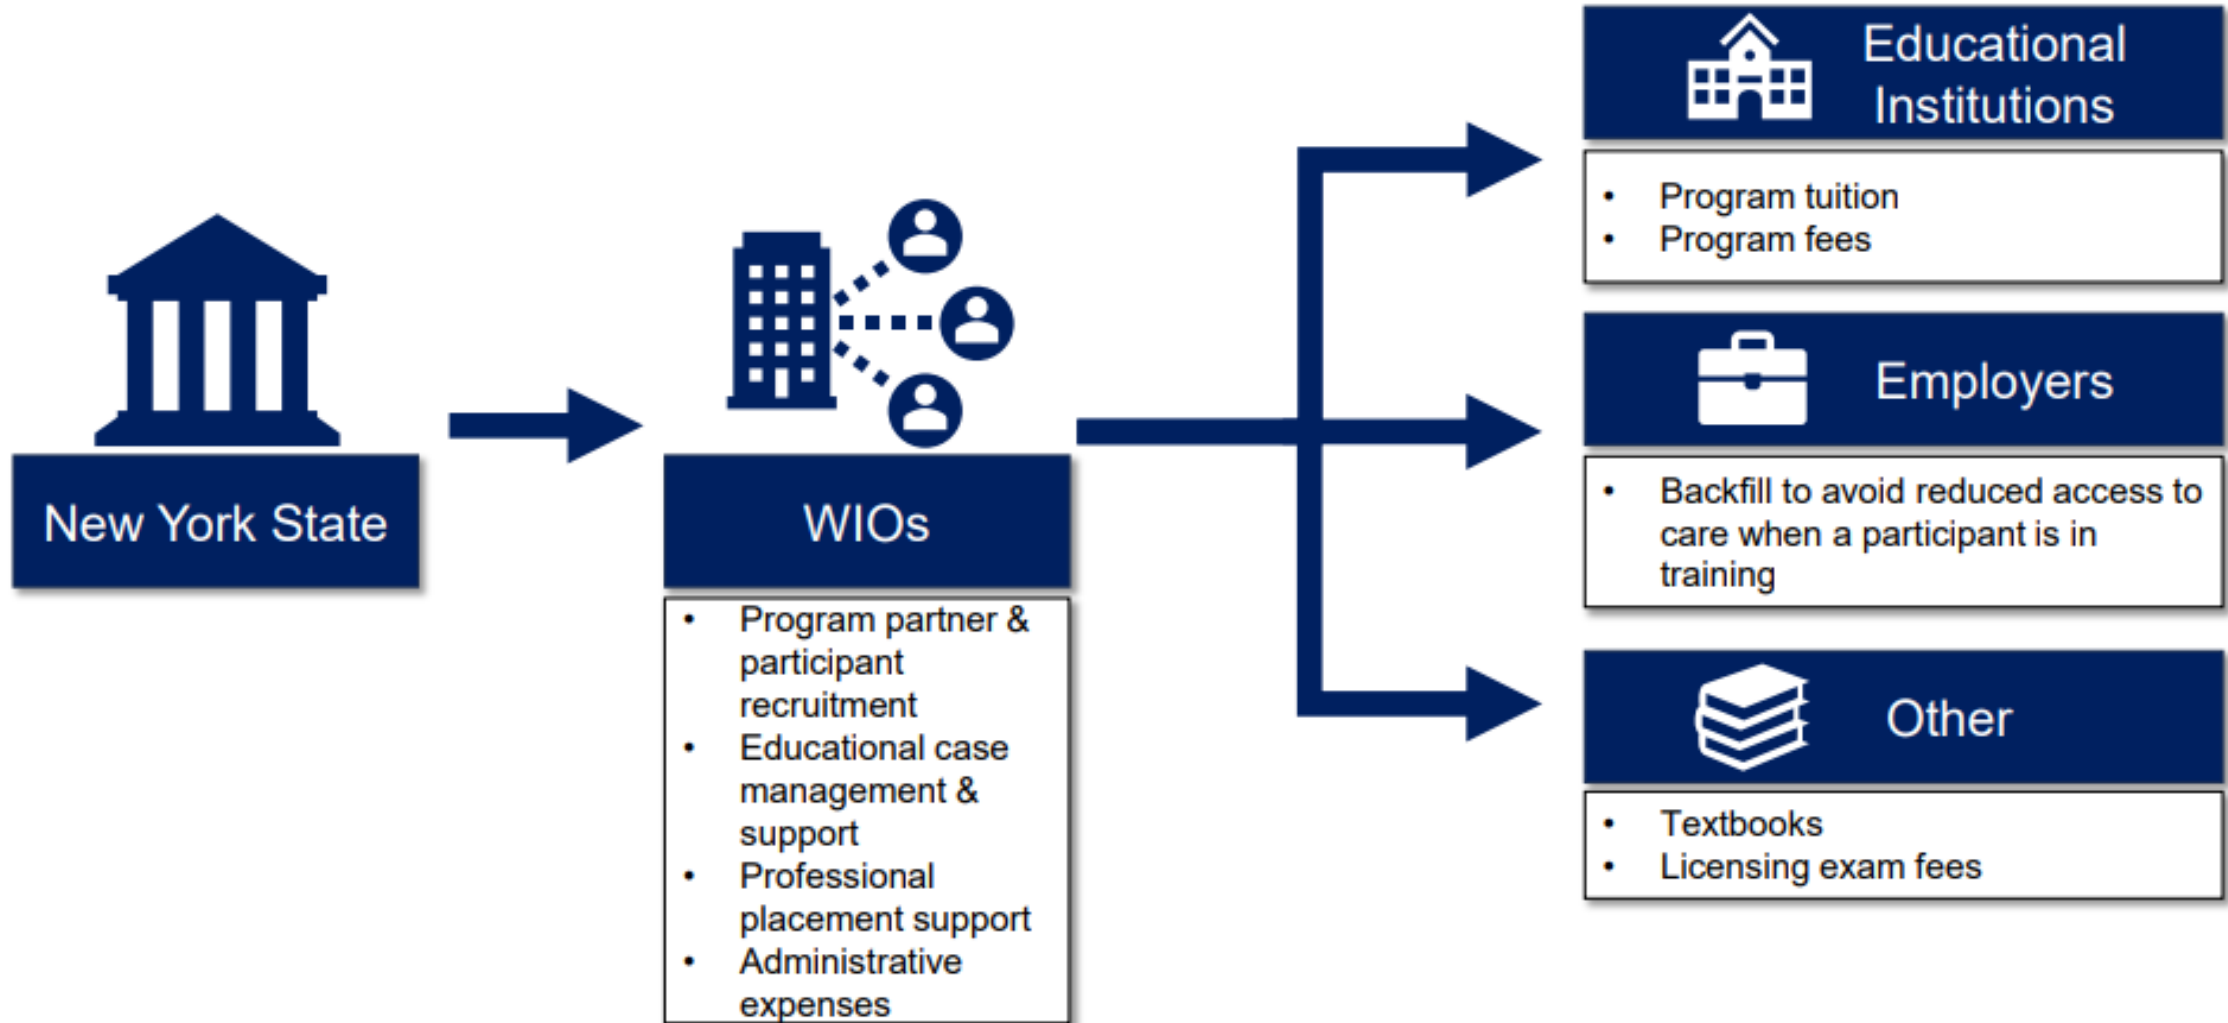 New York State
WIOs
• Program partner &
participant
recruitment
• Educational case
management &
support
• Professional
placement support
• Administrative
expenses
Educational
Institutions
• Program tuition
• Program fees
Employers
• Backfill to avoid reduced access to
care when a participant is in
training
Other
• Textbooks
• Licensing exam fees